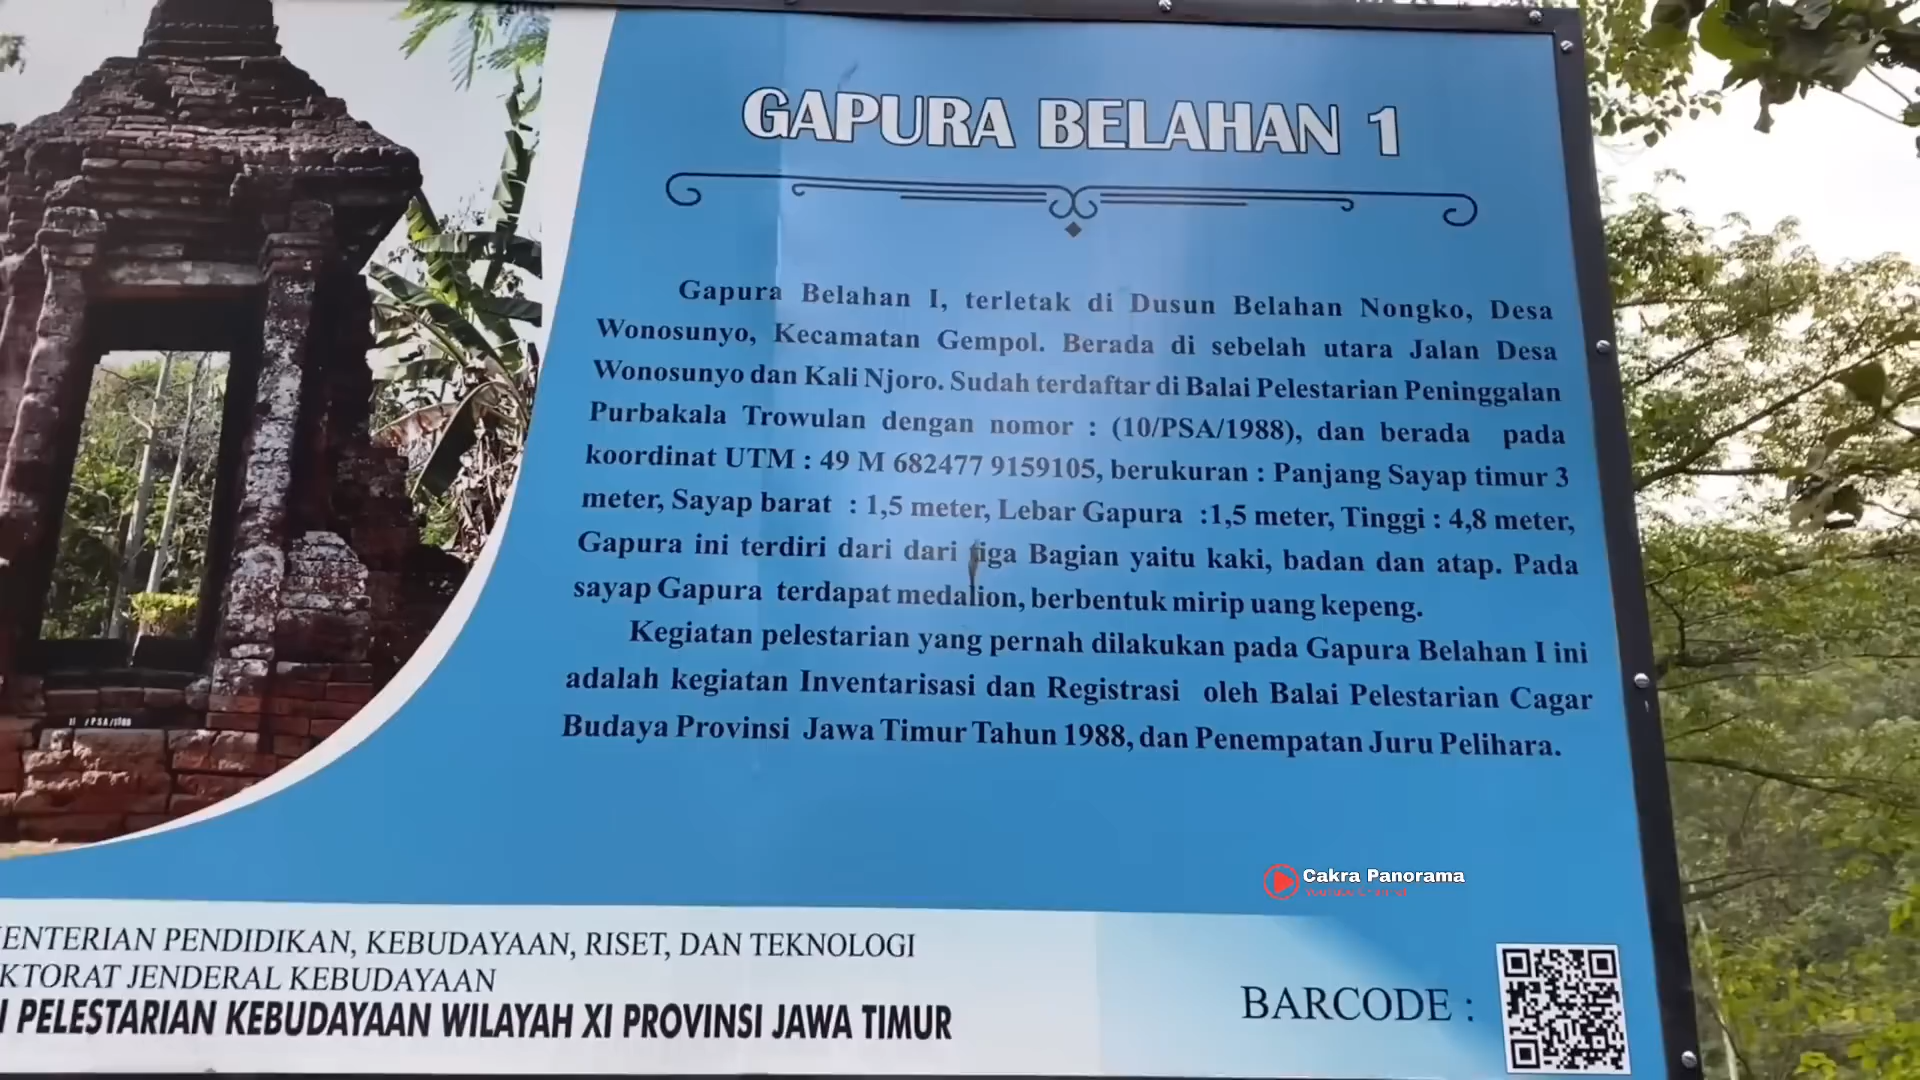 GAPURA BELAHAN 1
Gapura Belahan I, terletak di Dusun Belahan Nongko, Desa
Wonosunyo, Kecamatan Gempol. Berada di sebelah utara Jalan Desa
Wonosunyo dan Kali Njoro. Sudah terdaftar di Balai Pelestarian Peninggalan
Purbakala Trowulan dengan nomor : (10/PSA/1988), dan berada pada
koordinat UTM : 49 M 682477 9159105, berukuran : Panjang Sayap timur 3
meter, Sayap barat : 1,5 meter, Lebar Gapura :1,5 meter, Tinggi : 4,8 meter,
Gapura ini terdiri dari dari tiga Bagian yaitu kaki, badan dan atap. Pada
sayap Gapura terdapat medalion, berbentuk mirip uang kepeng.
Kegiatan pelestarian yang pernah dilakukan pada Gapura Belahan I ini
adalah kegiatan Inventarisasi dan Registrasi oleh Balai Pelestarian Cagar
Budaya Provinsi Jawa Timur Tahun 1988, dan Penempatan Juru Pelihara.
Cakra Panorama
ENTERIAN PENDIDIKAN, KEBUDAYAAN, RISET, DAN TEKNOLOGI
KTORAT JENDERAL KEBUDAYAAN
I PELESTARIAN KEBUDAYAAN WILAYAH XI PROVINSI JAWA TIMUR
BARCODE :